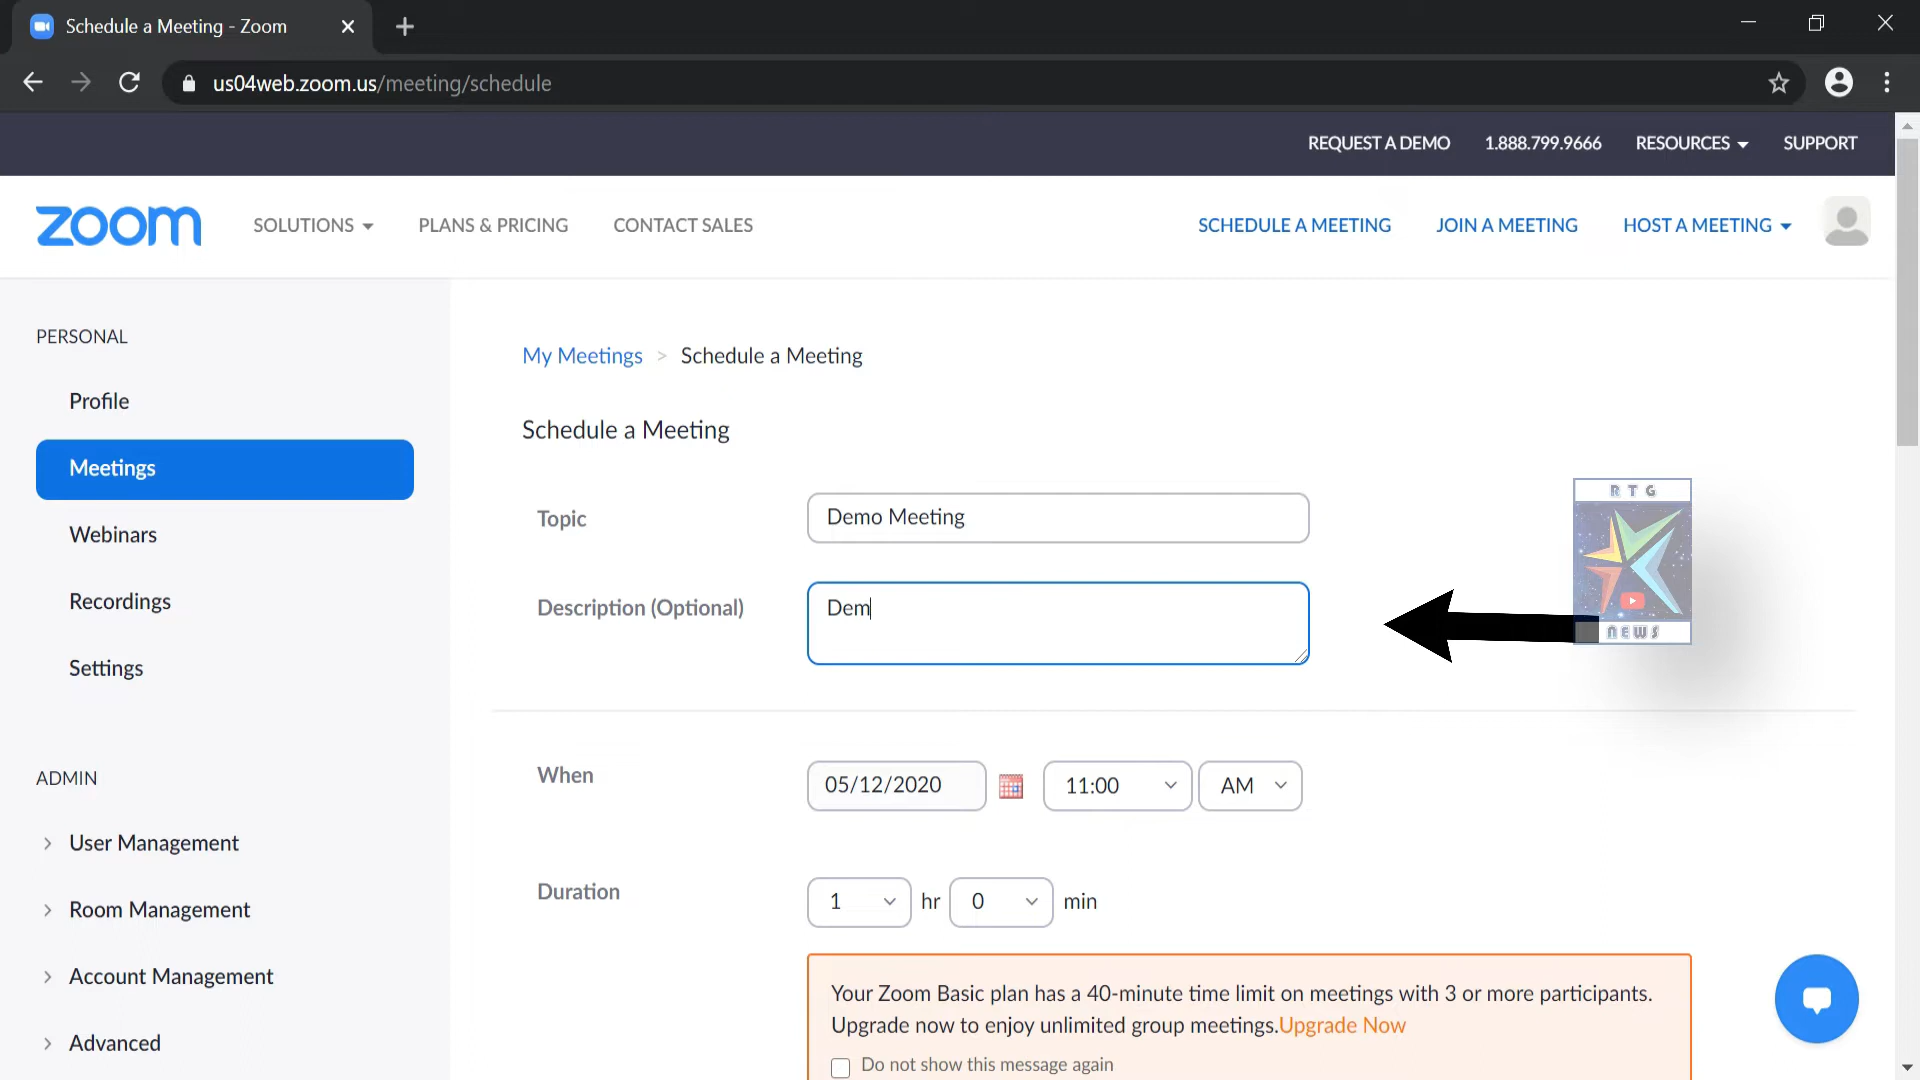 Schedule a Meeting - Zoom
us04web.zoom.us/meeting/schedule
REQUEST A DEMO 1.888.799.9666 RESOURCES SUPPORT
zoom SOLUTIONS PLANS & PRICING CONTACT SALES SCHEDULE A MEETING JOIN A MEETING HOST A MEETING
PERSONAL
Profile
Meetings
Webinars
Recordings
Settings
ADMIN
User Management
Room Management
Account Management
Advanced
My Meetings > Schedule a Meeting
Schedule a Meeting
Topic Demo Meeting
Description (Optional) Dem
RTG
NEWS
When 05/12/2020 11:00 AM
Duration 1 hr 0 min
Your Zoom Basic plan has a 40-minute time limit on meetings with 3 or more participants.
Upgrade now to enjoy unlimited group meetings.Upgrade Now
Do not show this message again